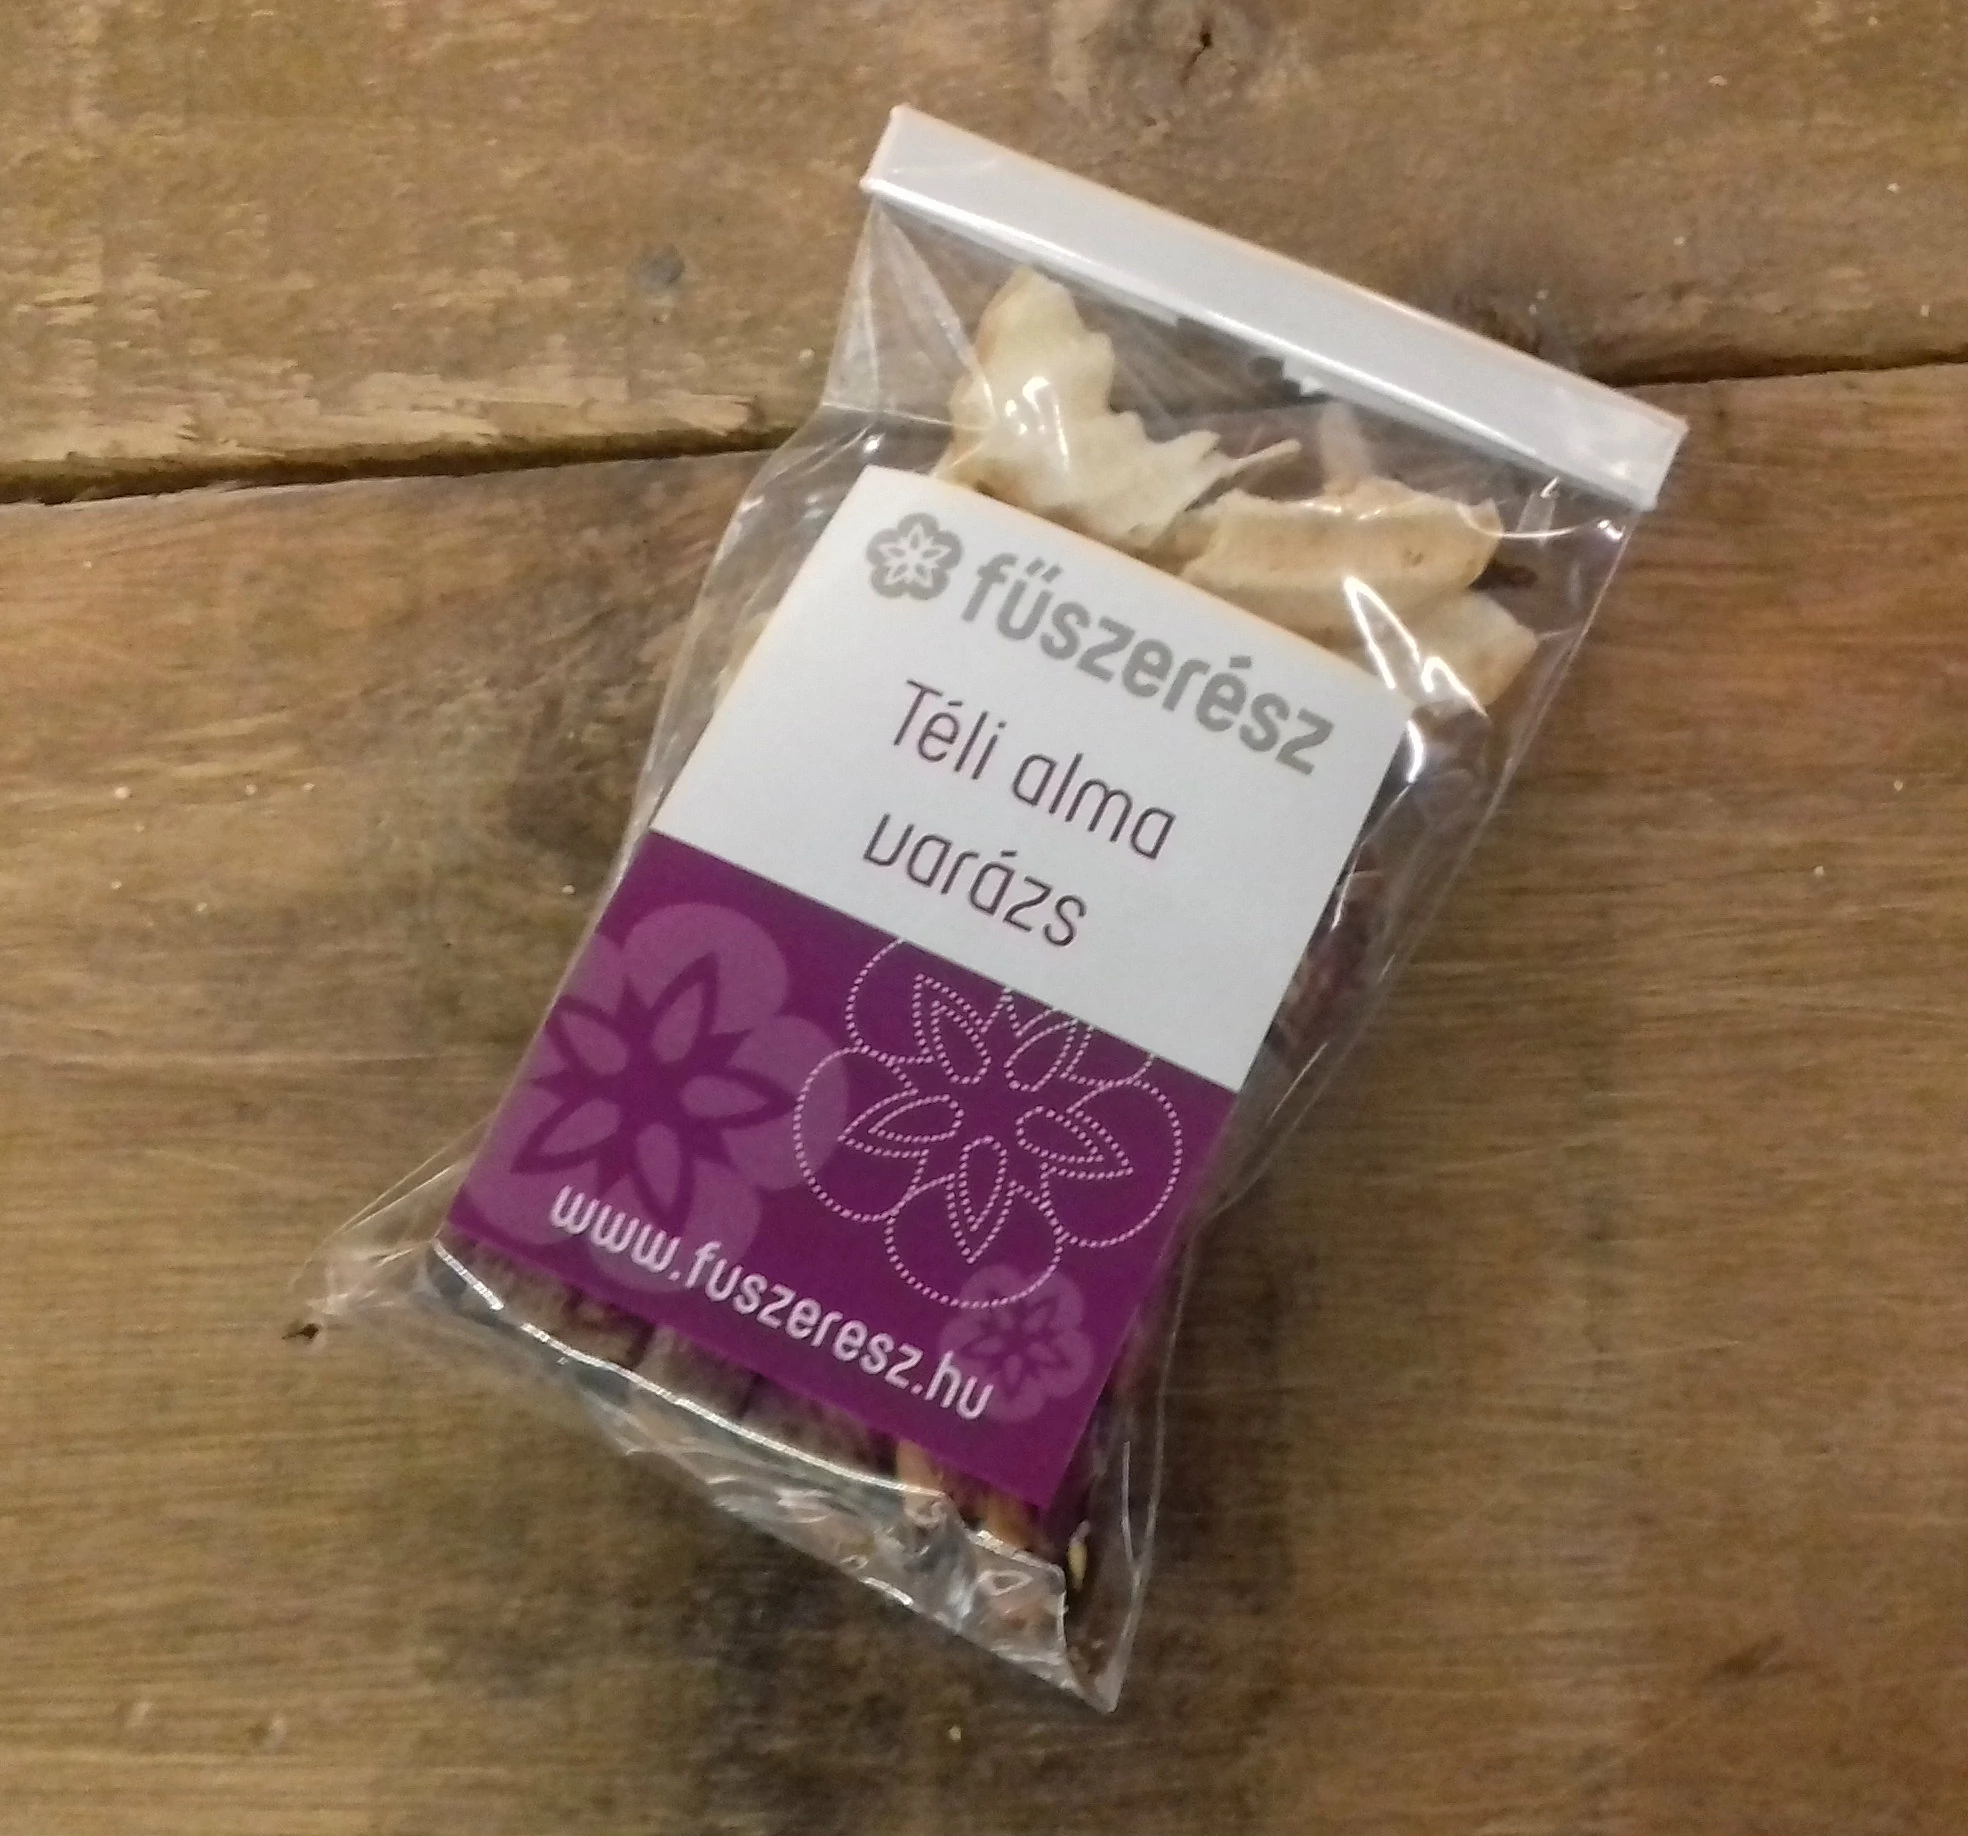 fűszerész
Téli alma
varázs
www.fuszeresz.hu